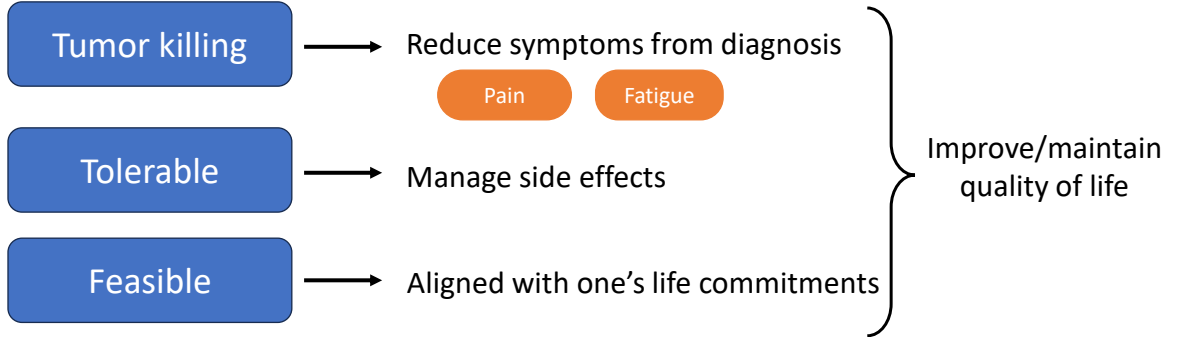 Tumor killing
Reduce symptoms from diagnosis
Pain
Fatigue
Tolerable
Manage side effects
Feasible
Aligned with one’s life commitments
Improve/maintain
quality of life